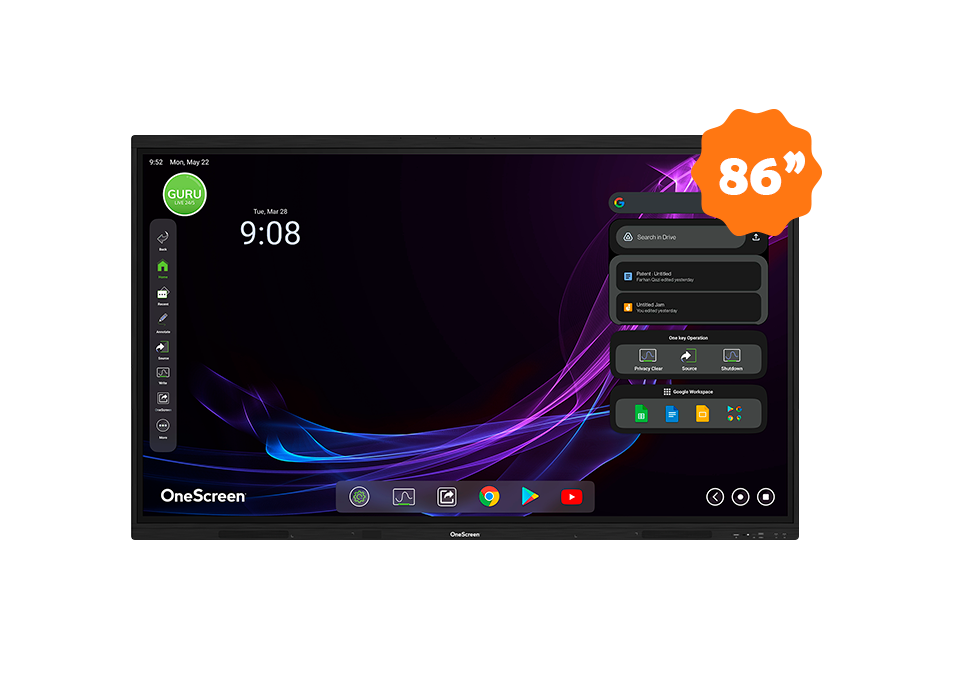 86”
9:52 Mon, May 22
GURU
LIVE 24/5
Tue, Mar 28
9:08
Search in Drive
Patent - Untitled
Farhan Qazi edited yesterday
Untitled Jam
You edited yesterday
One key Operation
Privacy Clear Source Shutdown
Google Workspace
Back
Home
Recent
Annotate
Source
Write
OneScreen
More
OneScreen
OneScreen